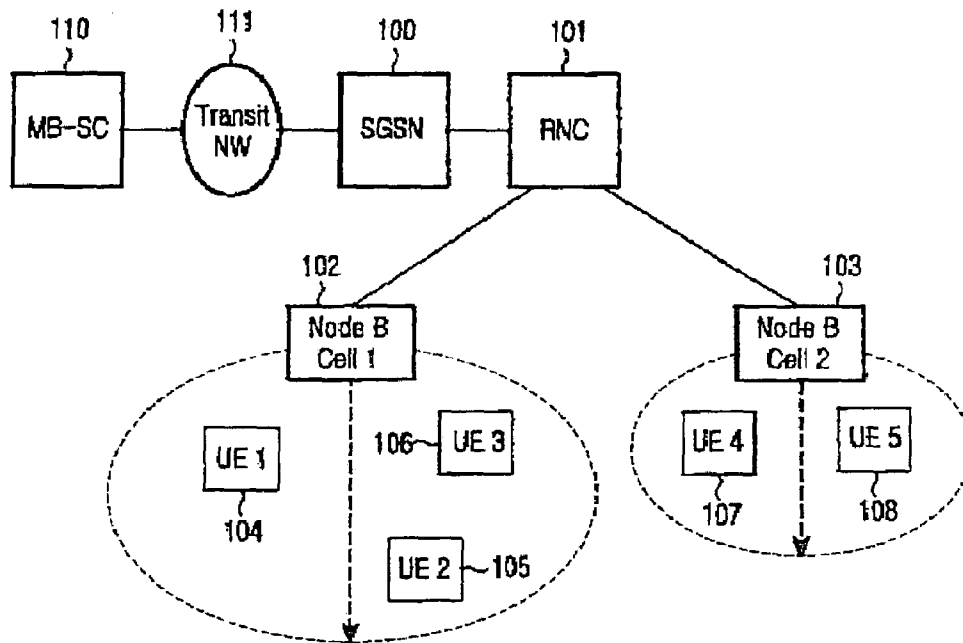 110 111 100 101
MB-SC
Transit
NW
SGSN
RNC
102
103
Node B
Cell 1
Node B
Cell 2
UE 1
104
106
UE 3
UE 2
105
UE 4
107
UE 5
108